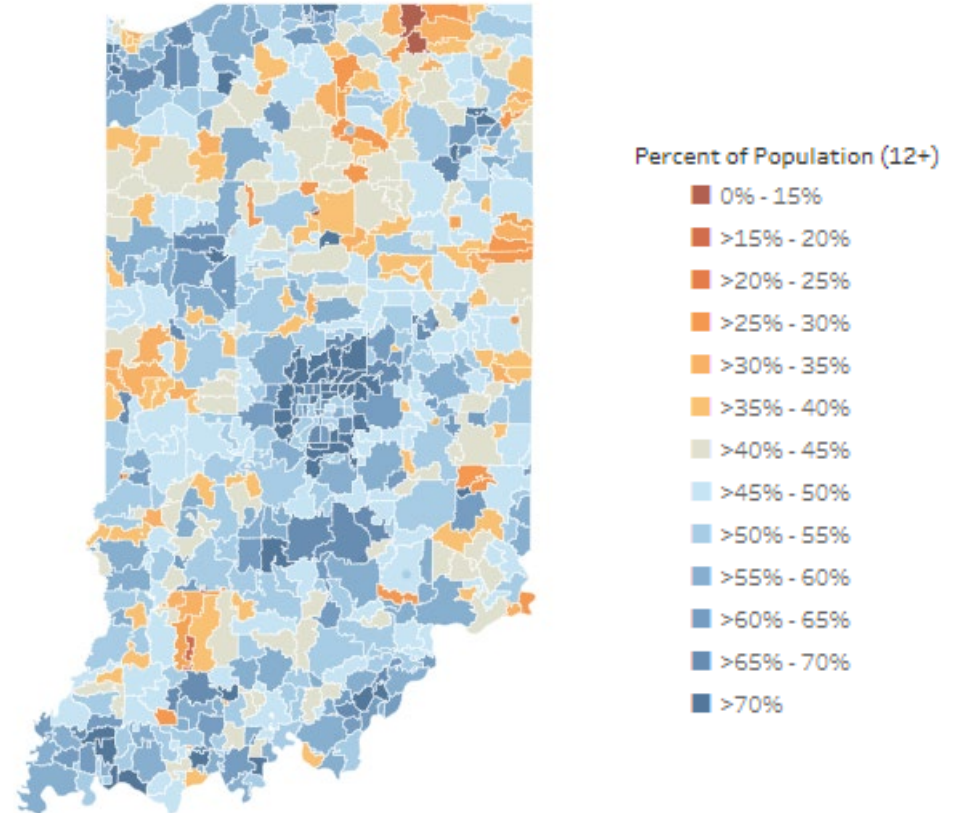 Percent of Population (12+)
0% - 15%
>15% - 20%
>20% - 25%
>25% - 30%
>30% - 35%
>35% - 40%
>40% - 45%
>45% - 50%
>50% - 55%
>55% - 60%
>60% - 65%
>65% - 70%
>70%